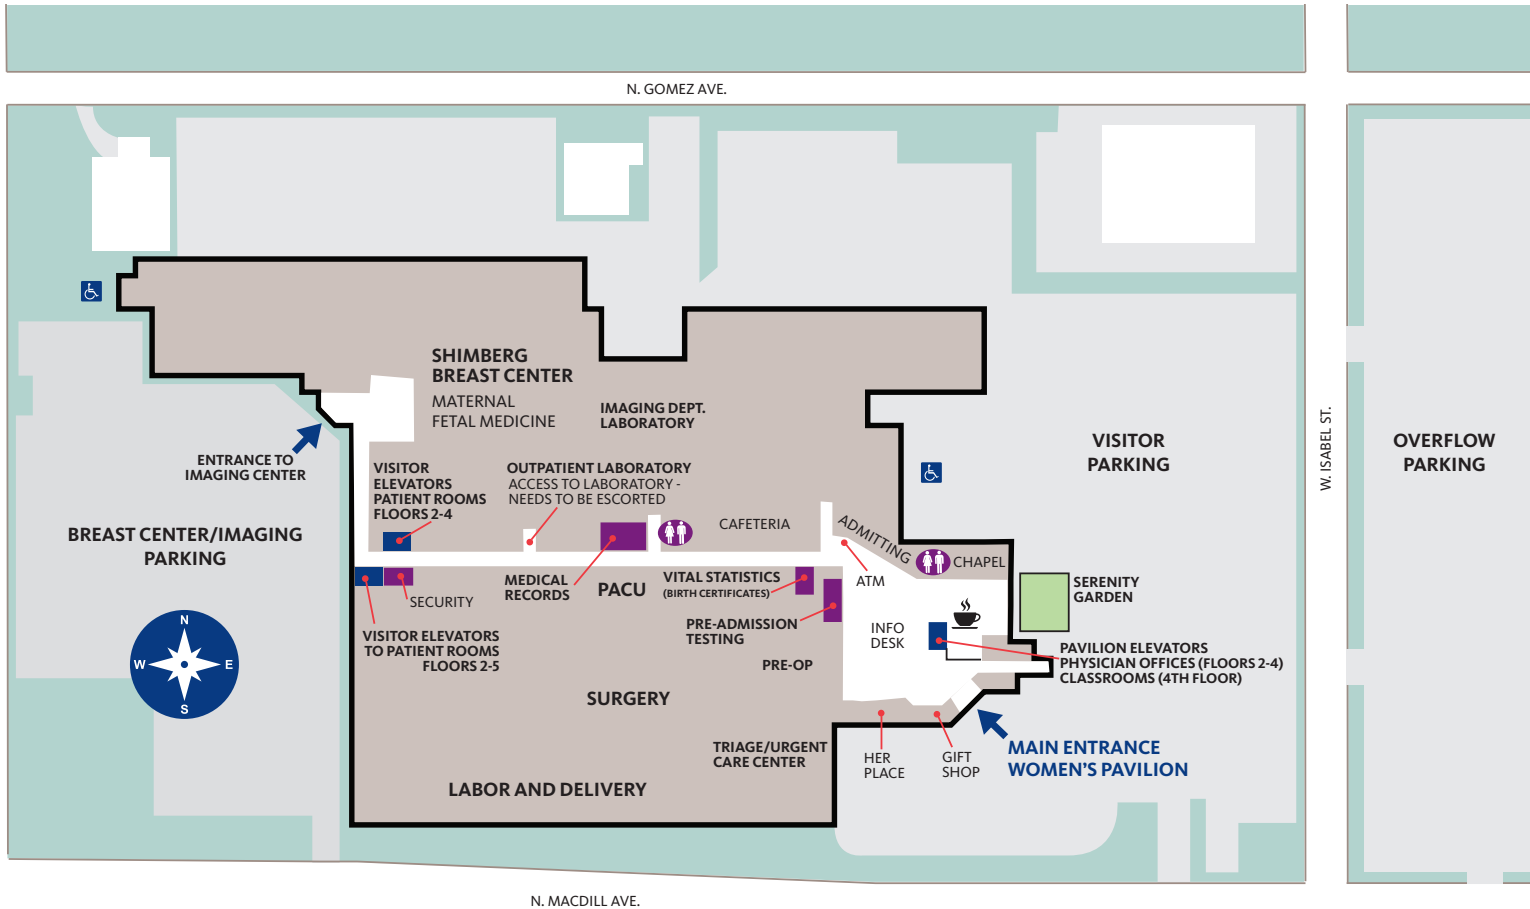 N. GOMEZ AVE.
SHIMBERG
BREAST CENTER
MATERNAL
FETAL MEDICINE
IMAGING DEPT.
LABORATORY
ENTRANCE TO
IMAGING CENTER
VISITOR
ELEVATORS
PATIENT ROOMS
FLOORS 2-4
OUTPATIENT LABORATORY
ACCESS TO LABORATORY -
NEEDS TO BE ESCORTED
CAFETERIA
ADMITTING
VISITOR
PARKING
W. ISABEL ST.
OVERFLOW
PARKING
BREAST CENTER/IMAGING
PARKING
CHAPEL
ATM
SECURITY
MEDICAL
RECORDS
PACU
VITAL STATISTICS
(BIRTH CERTIFICATES)
SERENITY
GARDEN
PRE-ADMISSION
TESTING
INFO
DESK
N
W
E
S
VISITOR ELEVATORS
TO PATIENT ROOMS
FLOORS 2-5
PRE-OP
PAVILION ELEVATORS
PHYSICIAN OFFICES (FLOORS 2-4)
CLASSROOMS (4TH FLOOR)
SURGERY
TRIAGE/URGENT
CARE CENTER
HER
PLACE
GIFT
SHOP
MAIN ENTRANCE
WOMEN'S PAVILION
LABOR AND DELIVERY
N. MACDILL AVE.